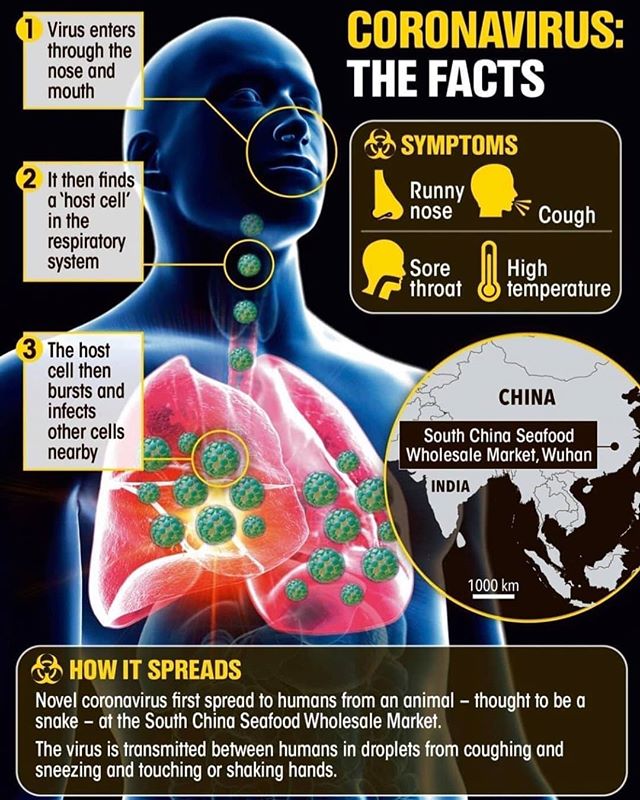 CORONAVIRUS:
THE FACTS
1 Virus enters
through the
nose and
mouth
2 It then finds
a ‘host cell’
in the
respiratory
system
3 The host
cell then
bursts and
infects
other cells
nearby
SYMPTOMS
Runny
nose
Cough
Sore
throat
High
temperature
CHINA
South China Seafood
Wholesale Market, Wuhan
INDIA
1000 km
HOW IT SPREADS
Novel coronavirus first spread to humans from an animal – thought to be a
snake – at the South China Seafood Wholesale Market.
The virus is transmitted between humans in droplets from coughing and
sneezing and touching or shaking hands.